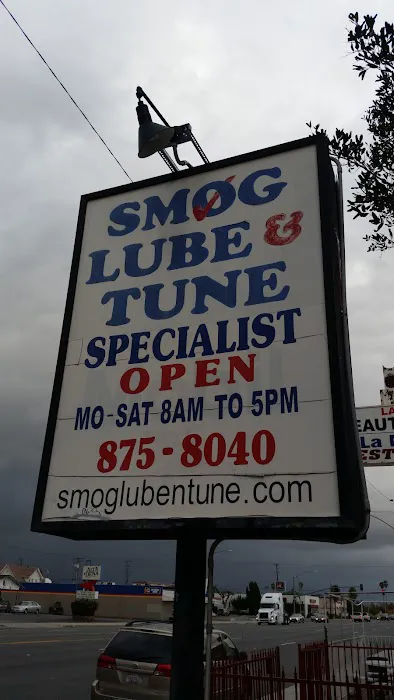 SMOG
LUBE &
TUNE
SPECIALIST
OPEN
MO-SAT 8AM TO 5PM
875-8040
smoglubentune.com